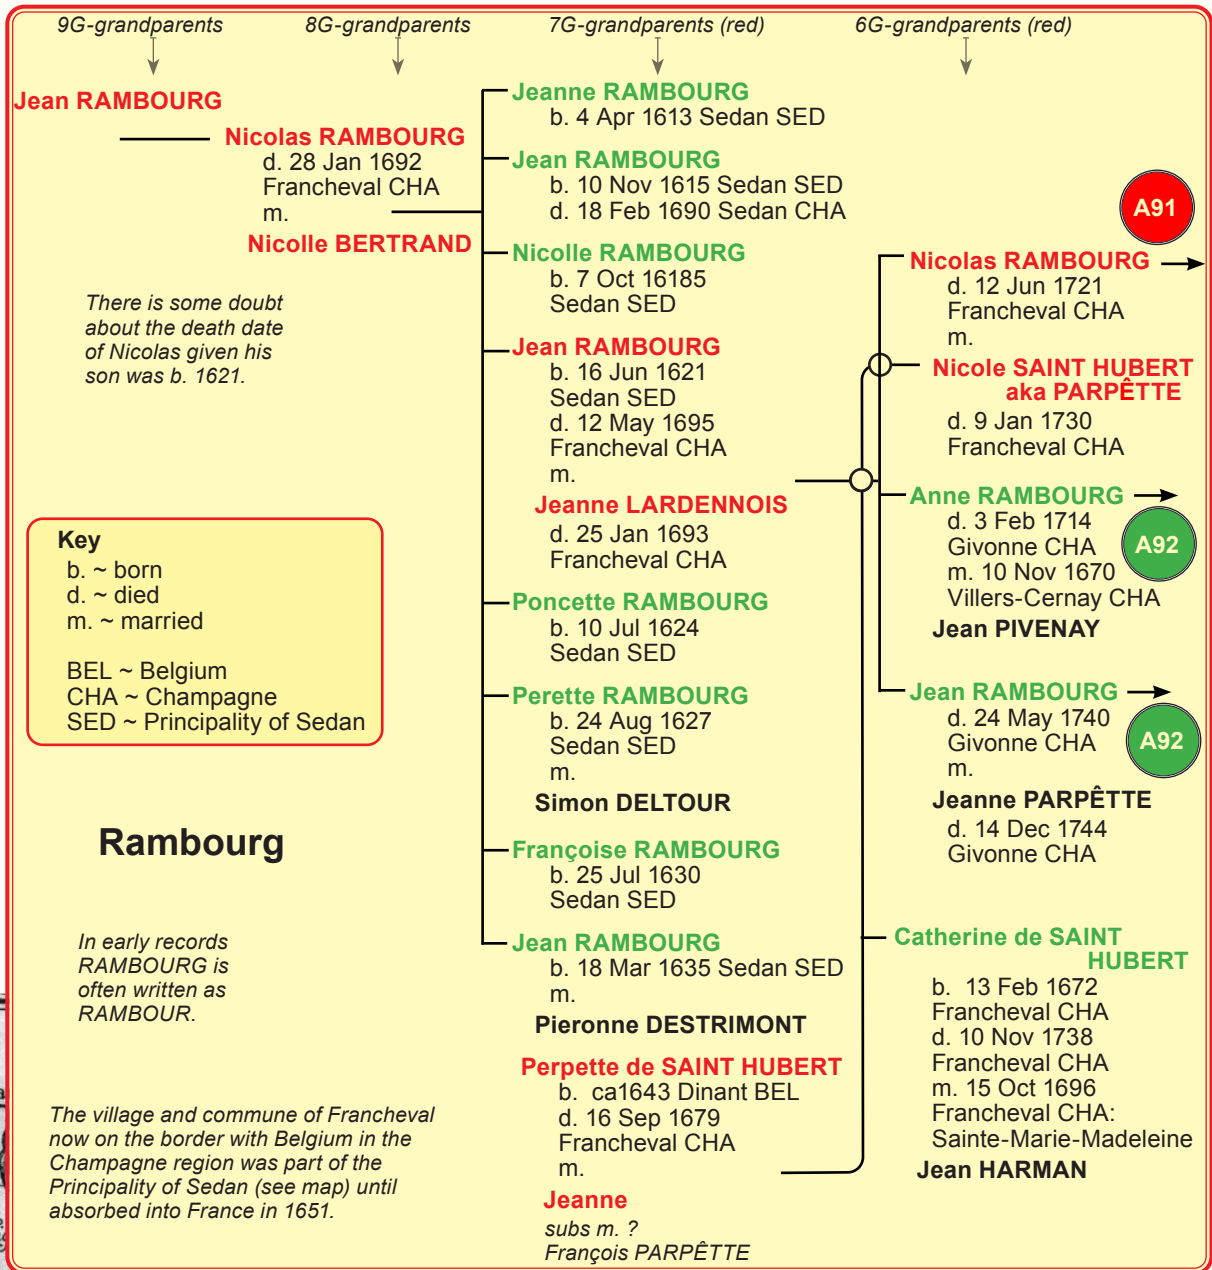 9G-grandparents
8G-grandparents
7G-grandparents (red)
6G-grandparents (red)
Jean RAMBOURG
Nicolas RAMBOURG
d. 28 Jan 1692
Francheval CHA
m.
Nicolle BERTRAND
There is some doubt
about the death date
of Nicolas given his
son was b. 1621.
Key
b. ~ born
d. ~ died
m. ~ married
BEL ~ Belgium
CHA ~ Champagne
SED ~ Principality of Sedan
Rambourg
In early records
RAMBOURG is
often written as
RAMBOUR.
The village and commune of Francheval
now on the border with Belgium in the
Champagne region was part of the
Principality of Sedan (see map) until
absorbed into France in 1651.
Jeanne RAMBOURG
b. 4 Apr 1613 Sedan SED
Jean RAMBOURG
b. 10 Nov 1615 Sedan SED
d. 18 Feb 1690 Sedan CHA
Nicolle RAMBOURG
b. 7 Oct 16185
Sedan SED
Jean RAMBOURG
b. 16 Jun 1621
Sedan SED
d. 12 May 1695
Francheval CHA
m.
Jeanne LARDENNOIS
d. 25 Jan 1693
Francheval CHA
Poncette RAMBOURG
b. 10 Jul 1624
Sedan SED
Perette RAMBOURG
b. 24 Aug 1627
Sedan SED
m.
Simon DELTOUR
Françoise RAMBOURG
b. 25 Jul 1630
Sedan SED
Jean RAMBOURG
b. 18 Mar 1635 Sedan SED
m.
Pieronne DESTRIMONT
Perpette de SAINT HUBERT
b. ca1643 Dinant BEL
d. 16 Sep 1679
Francheval CHA
m.
Jeanne
subs m. ?
François PARPÊTTE
A91
Nicolas RAMBOURG
d. 12 Jun 1721
Francheval CHA
m.
Nicole SAINT HUBERT
aka PARPÊTTE
d. 9 Jan 1730
Francheval CHA
Anne RAMBOURG
d. 3 Feb 1714
Givonne CHA
A92
m. 10 Nov 1670
Villers-Cernay CHA
Jean PIVENAY
Jean RAMBOURG
d. 24 May 1740
Givonne CHA
A92
m.
Jeanne PARPÊTTE
d. 14 Dec 1744
Givonne CHA
Catherine de SAINT
HUBERT
b. 13 Feb 1672
Francheval CHA
d. 10 Nov 1738
Francheval CHA
m. 15 Oct 1696
Francheval CHA:
Sainte-Marie-Madeleine
Jean HARMAN